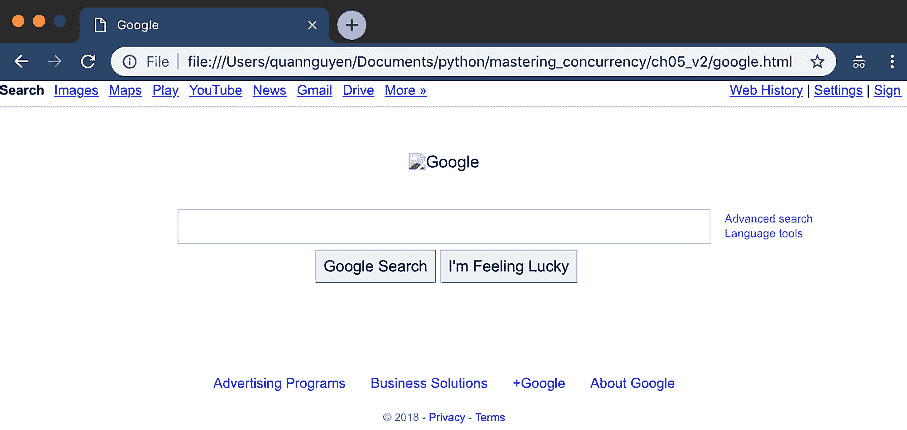 Google
File file:///Users/quannguyen/Documents/python/mastering_concurrency/ch05_v2/google.html
Search Images Maps Play YouTube News Gmail Drive More » Web History | Settings | Sign
Google
Advanced search
Language tools
Google Search I'm Feeling Lucky
Advertising Programs Business Solutions +Google About Google
© 2018 - Privacy - Terms